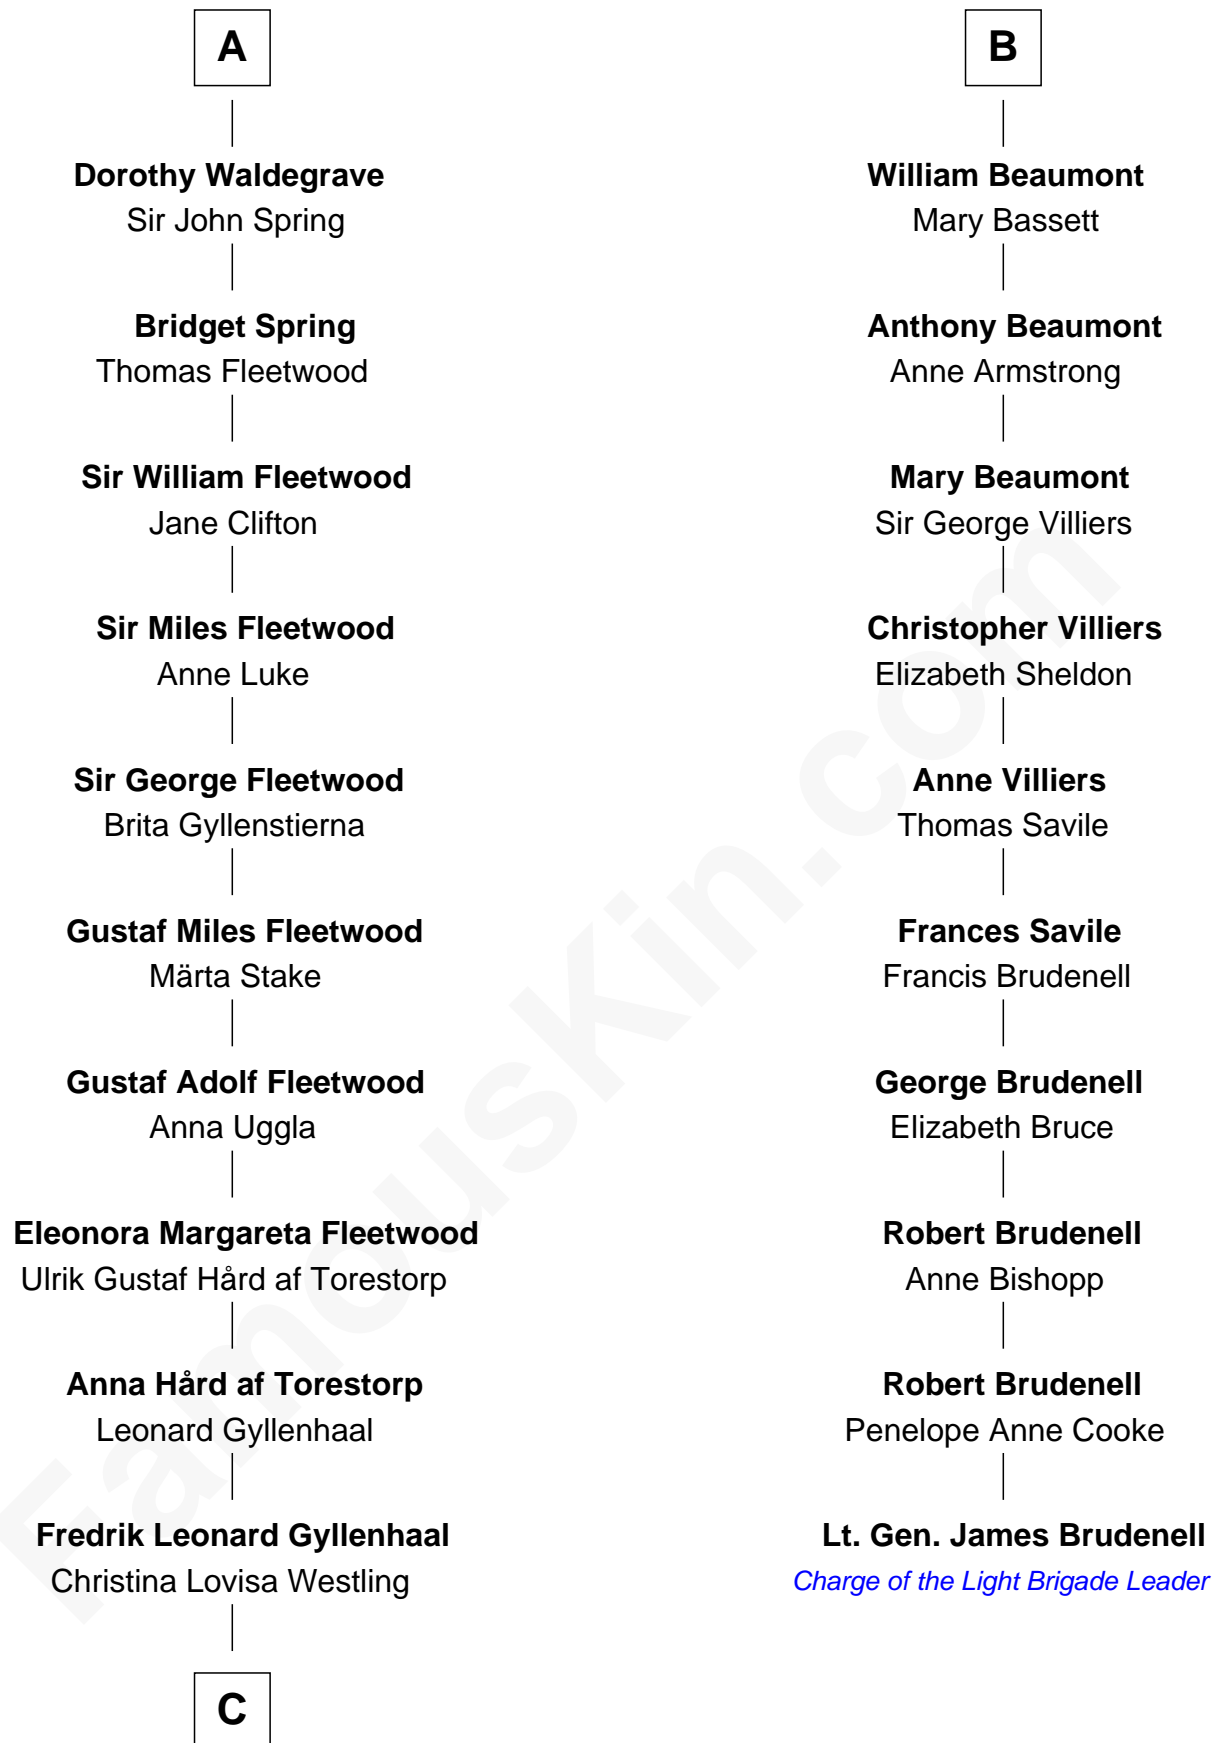 A
Dorothy Waldegrave
Sir John Spring
Bridget Spring
Thomas Fleetwood
Sir William Fleetwood
Jane Clifton
Sir Miles Fleetwood
Anne Luke
Sir George Fleetwood
Brita Gyllenstierna
Gustaf Miles Fleetwood
Märta Stake
Gustaf Adolf Fleetwood
Anna Uggla
Eleonora Margareta Fleetwood
Ulrik Gustaf Hård af Torestorp
Anna Hård af Torestorp
Leonard Gyllenhaal
Fredrik Leonard Gyllenhaal
Christina Lovisa Westling
C
B
William Beaumont
Mary Bassett
Anthony Beaumont
Anne Armstrong
Mary Beaumont
Sir George Villiers
Christopher Villiers
Elizabeth Sheldon
Anne Villiers
Thomas Savile
Frances Savile
Francis Brudenell
George Brudenell
Elizabeth Bruce
Robert Brudenell
Anne Bishopp
Robert Brudenell
Penelope Anne Cooke
Lt. Gen. James Brudenell
Charge of the Light Brigade Leader
FamousKin.com